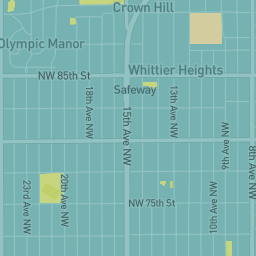 Crown Hill
Olympic Manor
Whittier Heights
NW 85th St
Safeway
18th Ave NW
15th Ave NW
13th Ave NW
9th Ave NW
8th Ave NW
23rd Ave NW
20th Ave NW
NW 75th St
10th Ave NW